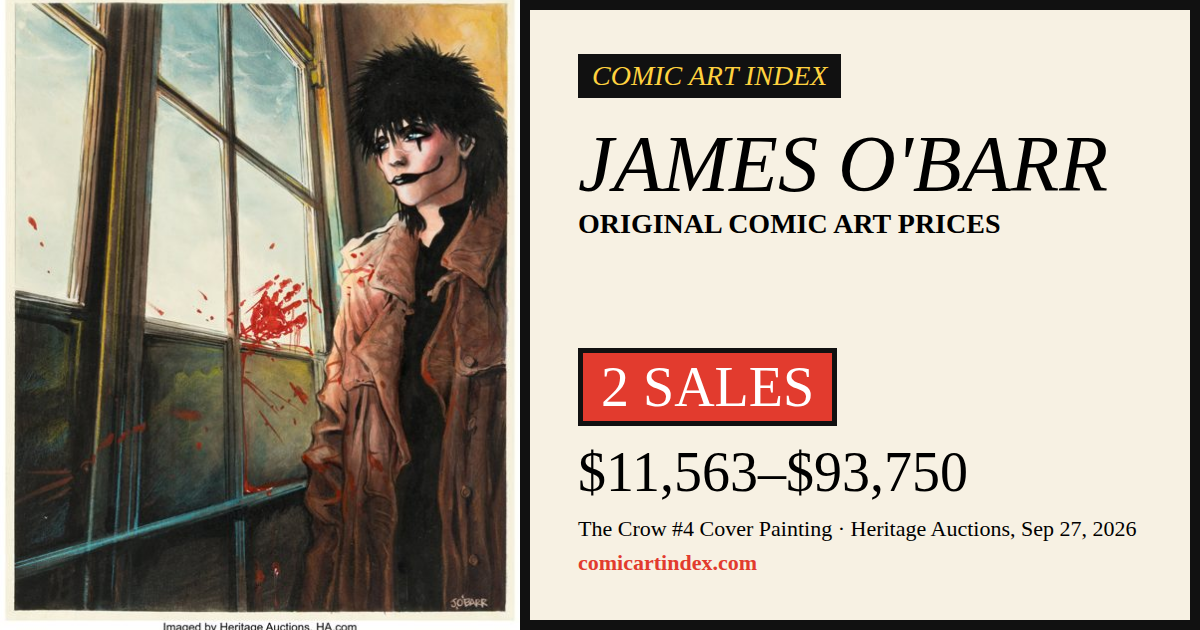 J.O'BARR
Imaged by Heritage Auctions, HA.com
COMIC ART INDEX
JAMES O'BARR
ORIGINAL COMIC ART PRICES
2 SALES
$11,563–$93,750
The Crow #4 Cover Painting · Heritage Auctions, Sep 27, 2026
comicartindex.com